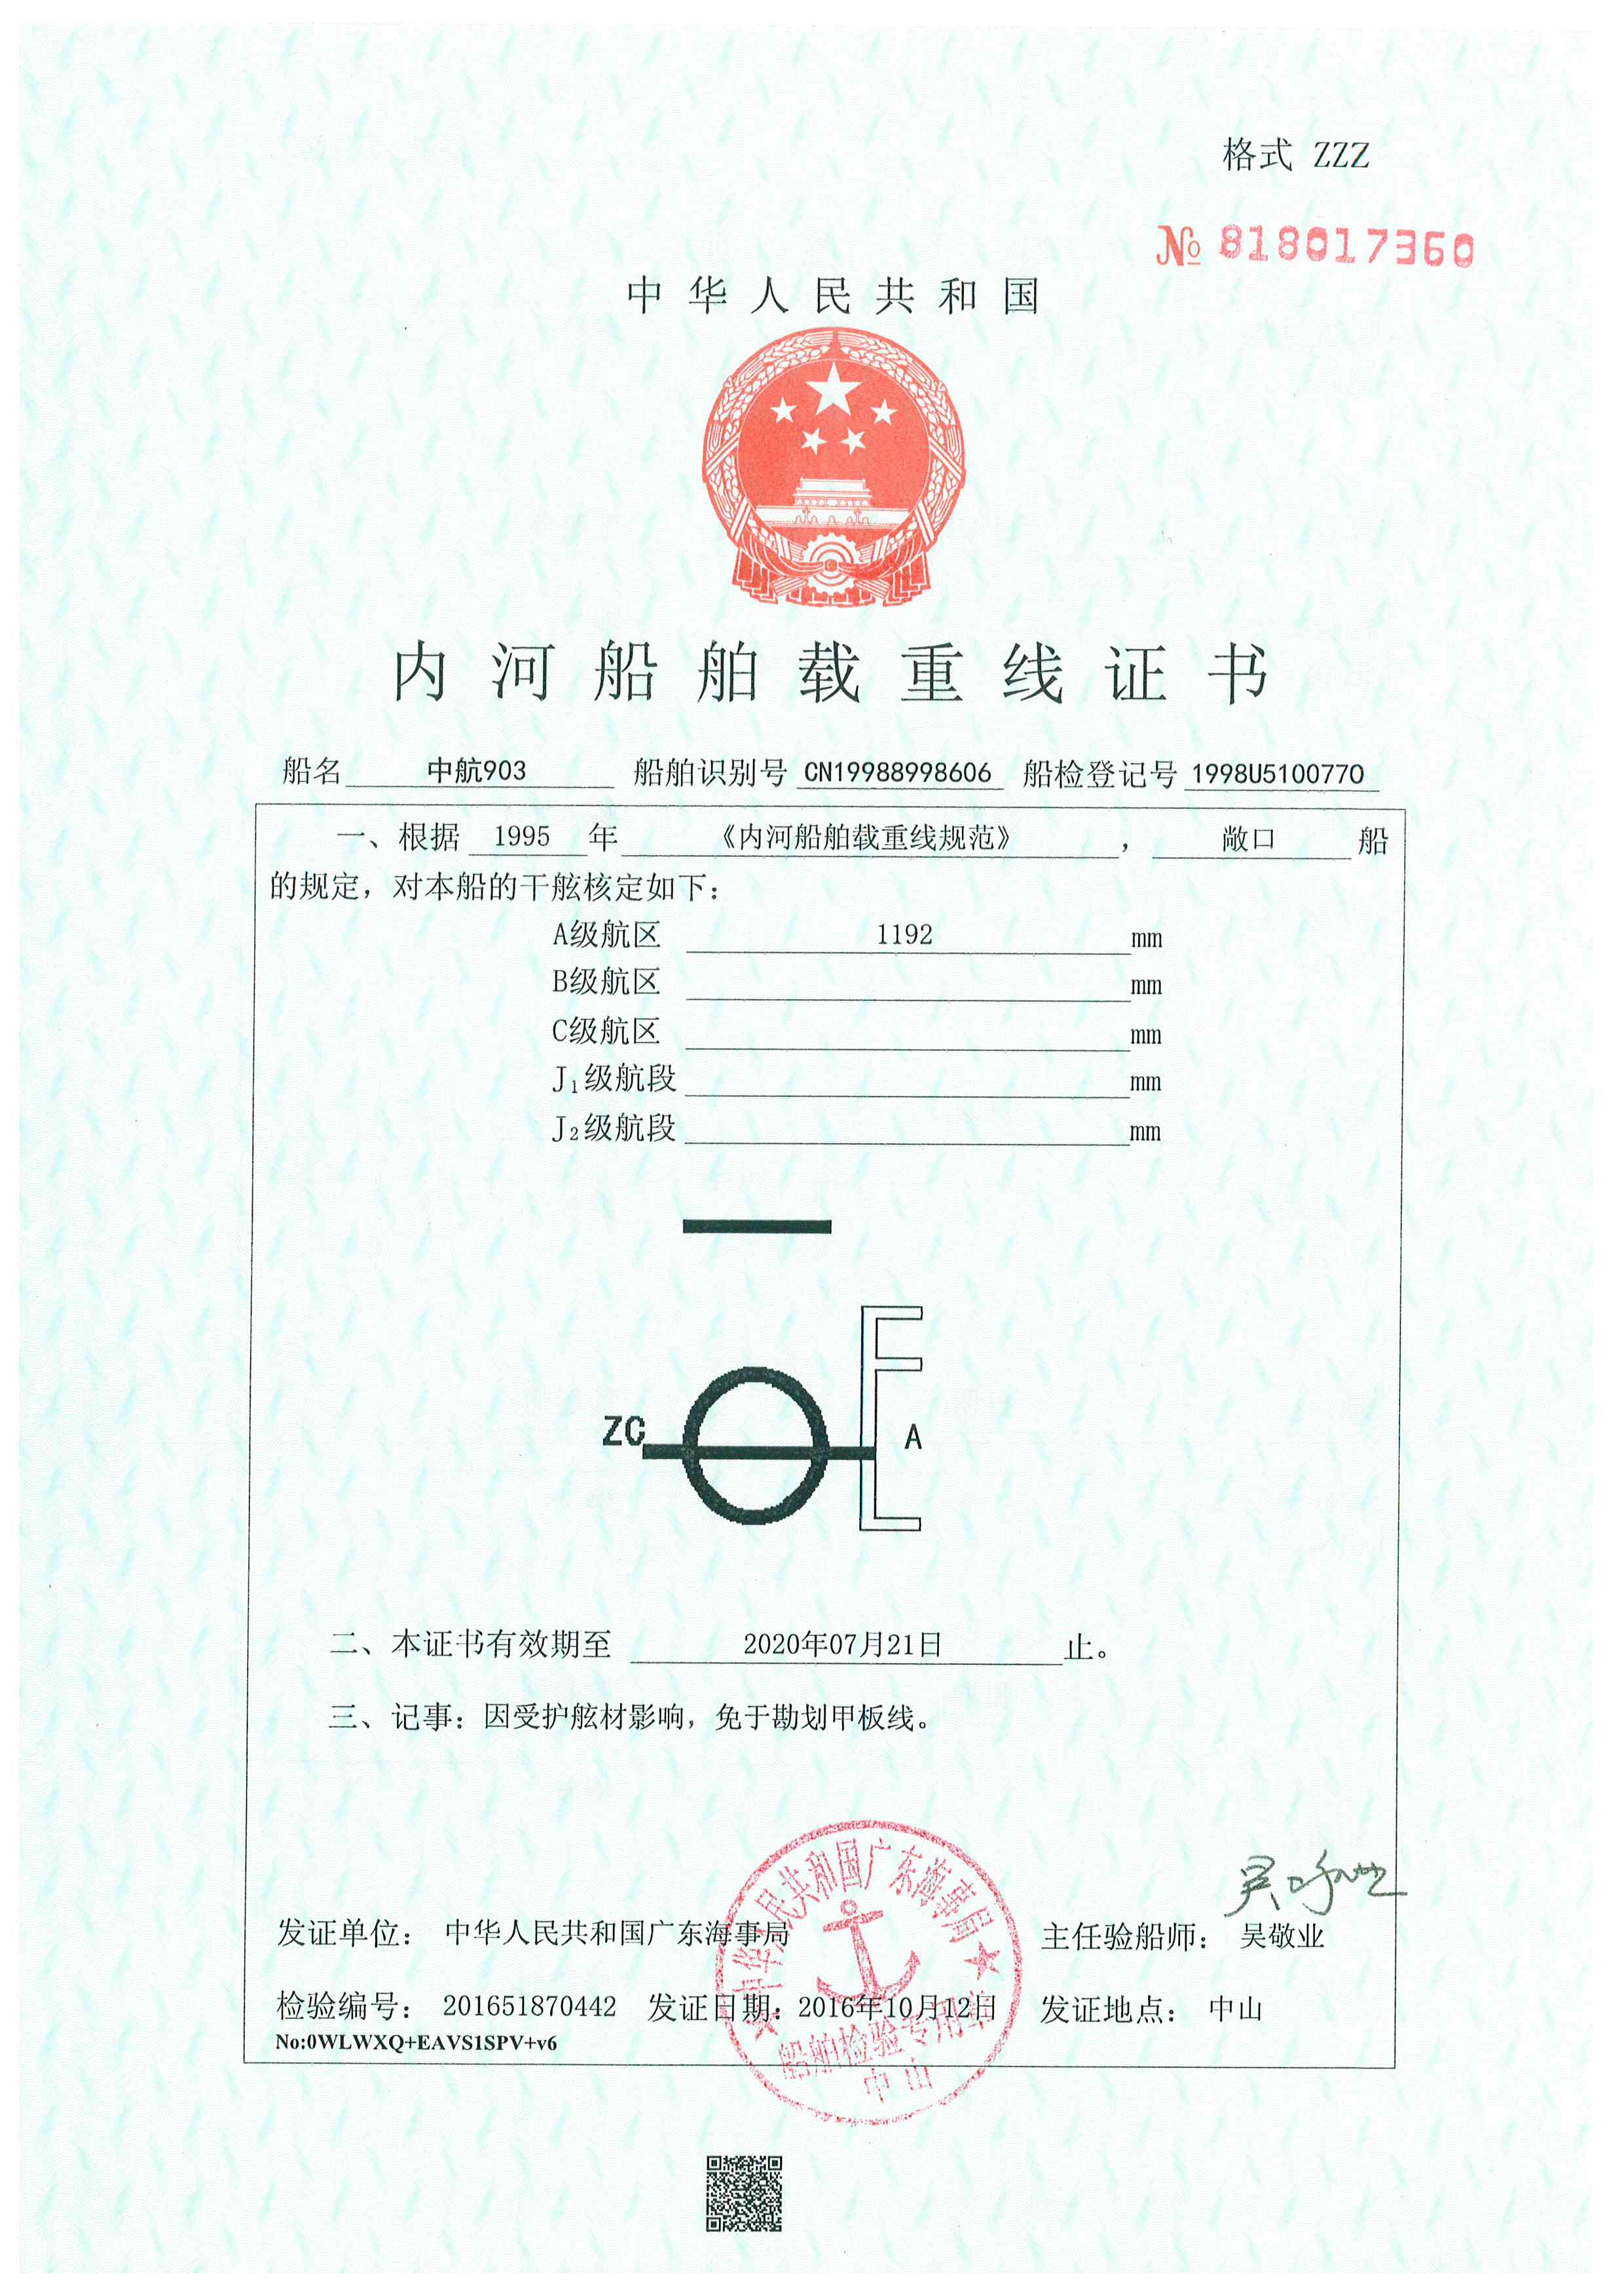 格式 ZZZ
№ 818017360
中华人民共和国
内河船舶载重线证书
船名 中航903 船舶识别号 CN19988998606 船检登记号 1998U5100770
一、根据 1995 年 《内河船舶载重线规范》 ， 敞口 船
的规定，对本船的干舷核定如下：
A级航区 1192 mm
B级航区 mm
C级航区 mm
J₁级航段 mm
J₂级航段 mm
ZC A
二、本证书有效期至 2020年07月21日 止。
三、记事：因受护舷材影响，免于勘划甲板线。
中华人民共和国广东海事局
船舶检验专用章
中山
发证单位： 中华人民共和国广东海事局 主任验船师： 吴敬业
检验编号： 201651870442 发证日期：2016年10月12日 发证地点： 中山
No:0WLWXQ+EAVS1SPV+v6